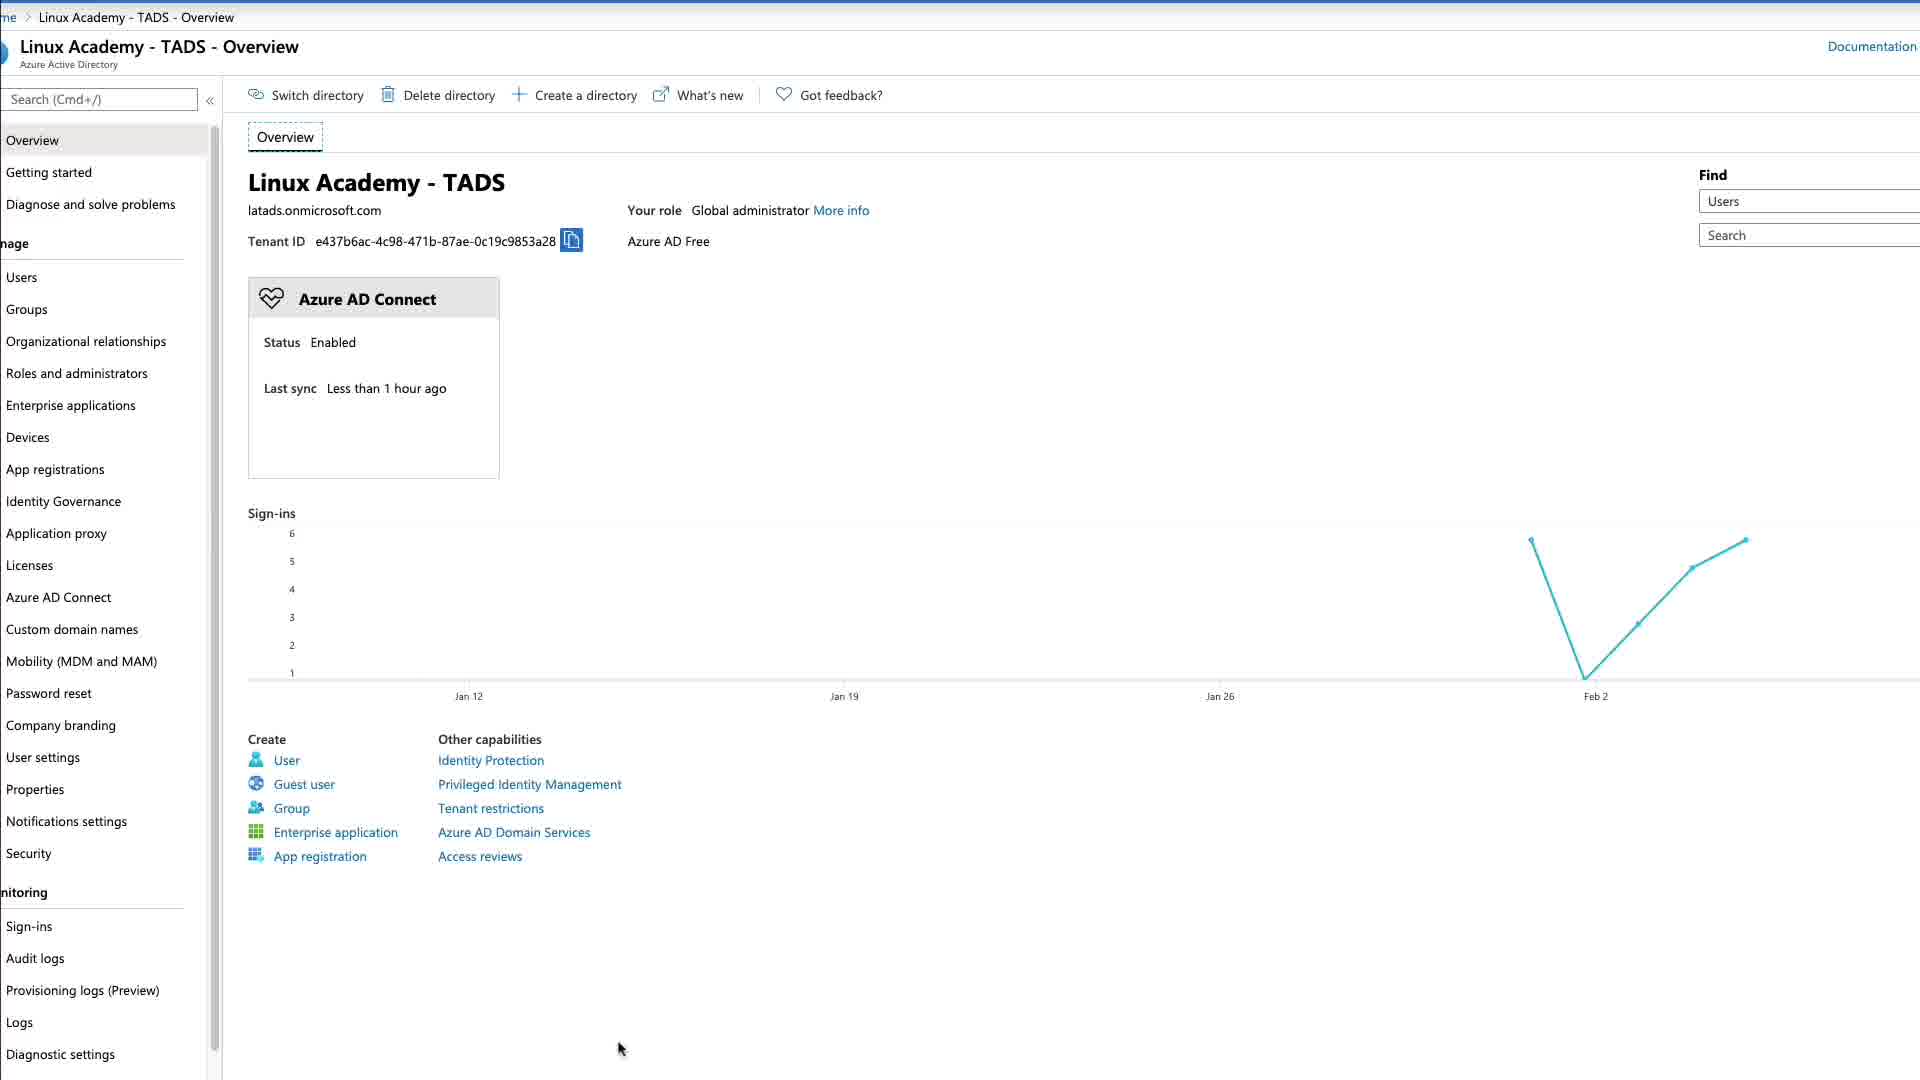 me > Linux Academy - TADS - Overview
Linux Academy - TADS - Overview
Azure Active Directory
Documentation
Search (Cmd+/)
«
Switch directory
Delete directory
Create a directory
What's new
Got feedback?
Overview
Getting started
Diagnose and solve problems
nage
Users
Groups
Organizational relationships
Roles and administrators
Enterprise applications
Devices
App registrations
Identity Governance
Application proxy
Licenses
Azure AD Connect
Custom domain names
Mobility (MDM and MAM)
Password reset
Company branding
User settings
Properties
Notifications settings
Security
nitoring
Sign-ins
Audit logs
Provisioning logs (Preview)
Logs
Diagnostic settings
Overview
Linux Academy - TADS
latads.onmicrosoft.com
Your role Global administrator More info
Tenant ID e437b6ac-4c98-471b-87ae-0c19c9853a28
Azure AD Free
Find
Users
Search
Azure AD Connect
Status Enabled
Last sync Less than 1 hour ago
Sign-ins
6
5
4
3
2
1
Jan 12
Jan 19
Jan 26
Feb 2
Create
User
Guest user
Group
Enterprise application
App registration
Other capabilities
Identity Protection
Privileged Identity Management
Tenant restrictions
Azure AD Domain Services
Access reviews